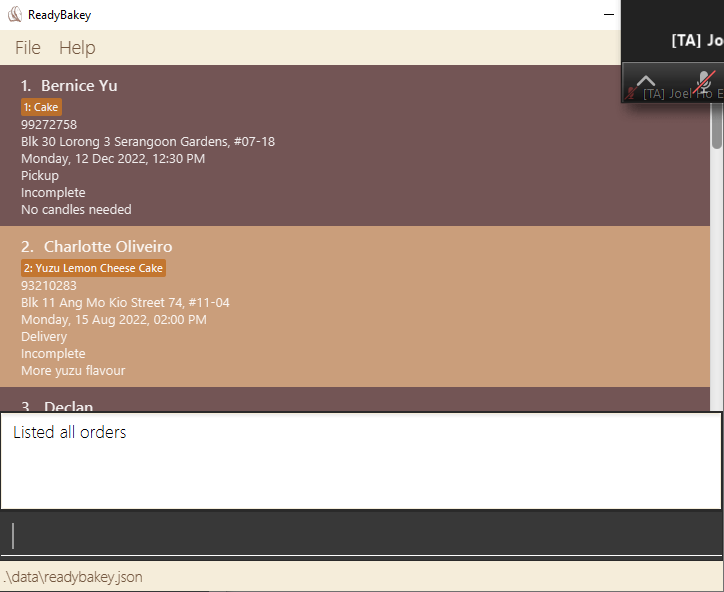 ReadyBakey
[TA] Jo
File Help
[TA] Joel Ho E
1. Bernice Yu
1: Cake
99272758
Blk 30 Lorong 3 Serangoon Gardens, #07-18
Monday, 12 Dec 2022, 12:30 PM
Pickup
Incomplete
No candles needed
2. Charlotte Oliveiro
2: Yuzu Lemon Cheese Cake
93210283
Blk 11 Ang Mo Kio Street 74, #11-04
Monday, 15 Aug 2022, 02:00 PM
Delivery
Incomplete
More yuzu flavour
3. Declan
Listed all orders
.\data\readybakey.json